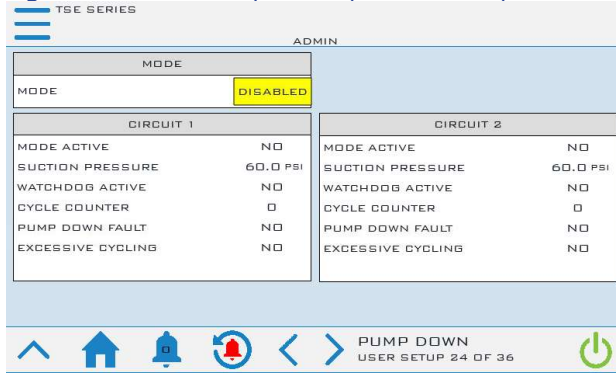 TSE SERIES
ADMIN
MODE
MODE DISABLED
CIRCUIT 1
MODE ACTIVE NO
SUCTION PRESSURE 60.0 PSI
WATCHDOG ACTIVE NO
CYCLE COUNTER 0
PUMP DOWN FAULT NO
EXCESSIVE CYCLING NO
CIRCUIT 2
MODE ACTIVE NO
SUCTION PRESSURE 60.0 PSI
WATCHDOG ACTIVE NO
CYCLE COUNTER 0
PUMP DOWN FAULT NO
EXCESSIVE CYCLING NO
0
PUMP DOWN
USER SETUP 24 OF 36